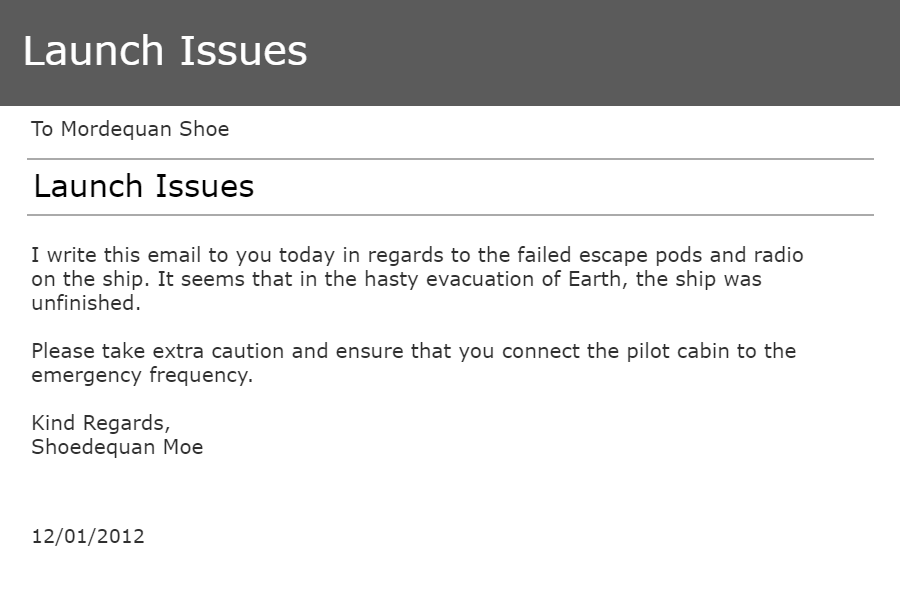 Launch Issues
To Mordequan Shoe
Launch Issues
I write this email to you today in regards to the failed escape pods and radio
on the ship. It seems that in the hasty evacuation of Earth, the ship was
unfinished.
Please take extra caution and ensure that you connect the pilot cabin to the
emergency frequency.
Kind Regards,
Shoedequan Moe
12/01/2012